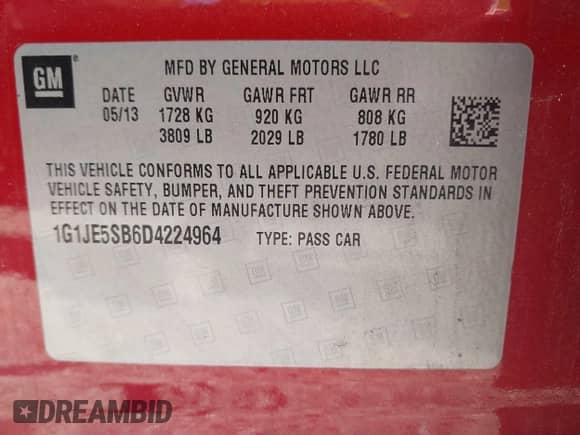 GM ®
MFD BY GENERAL MOTORS LLC
DATE GVWR GAWR FRT GAWR RR
05/13 1728 KG 920 KG 808 KG
3809 LB 2029 LB 1780 LB
THIS VEHICLE CONFORMS TO ALL APPLICABLE U.S. FEDERAL MOTOR
VEHICLE SAFETY, BUMPER, AND THEFT PREVENTION STANDARDS IN
EFFECT ON THE DATE OF MANUFACTURE SHOWN ABOVE.
1G1JE5SB6D4224964 TYPE: PASS CAR
DREAMBID